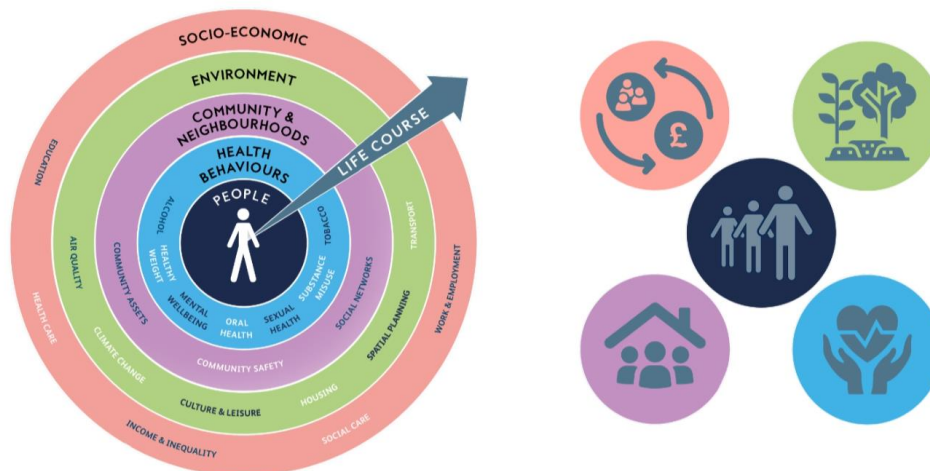 SOCIO-ECONOMIC
ENVIRONMENT
COMMUNITY &
NEIGHBOURHOODS
HEALTH
BEHAVIOURS
PEOPLE
LIFE COURSE
EDUCATION
HEALTH CARE
INCOME & INEQUALITY
SOCIAL CARE
WORK & EMPLOYMENT
AIR QUALITY
CLIMATE CHANGE
CULTURE & LEISURE
HOUSING
SPATIAL PLANNING
TRANSPORT
COMMUNITY ASSETS
COMMUNITY SAFETY
SOCIAL NETWORKS
ALCOHOL
HEALTHY
WEIGHT
MENTAL
WELLBEING
ORAL
HEALTH
SEXUAL
HEALTH
SUBSTANCE
MISUSE
TOBACCO
£